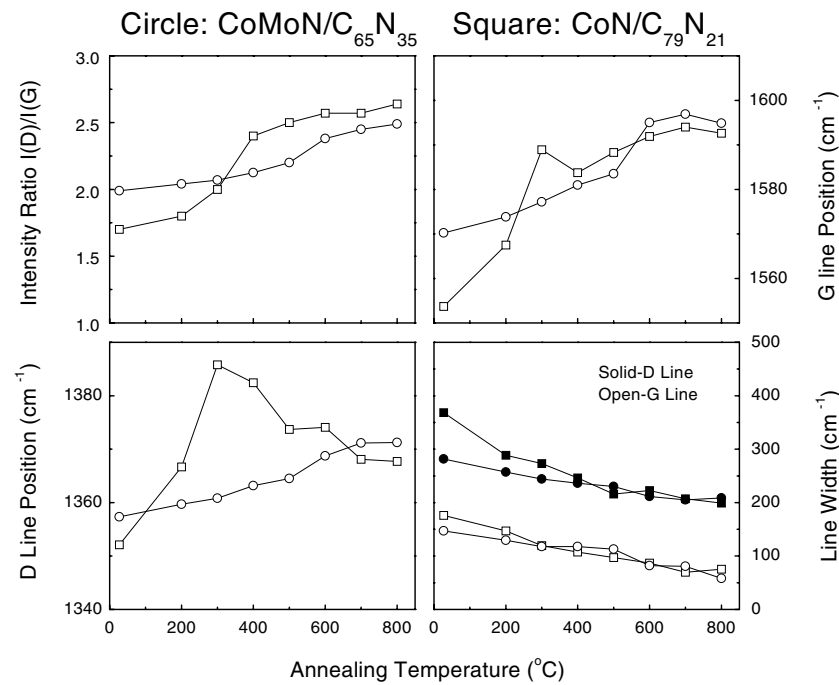 Circle: CoMoN/C65N35
Square: CoN/C79N21
Intensity Ratio I(D)/I(G)
3.0
2.5
2.0
1.5
1.0
1600
1580
1560
G line Position (cm -1)
D Line Position (cm -1)
1380
1360
1340
0 200 400 600 800
Solid-D Line
Open-G Line
500
400
300
200
100
0
Line Width (cm-1)
0 200 400 600 800
Annealing Temperature (oC)